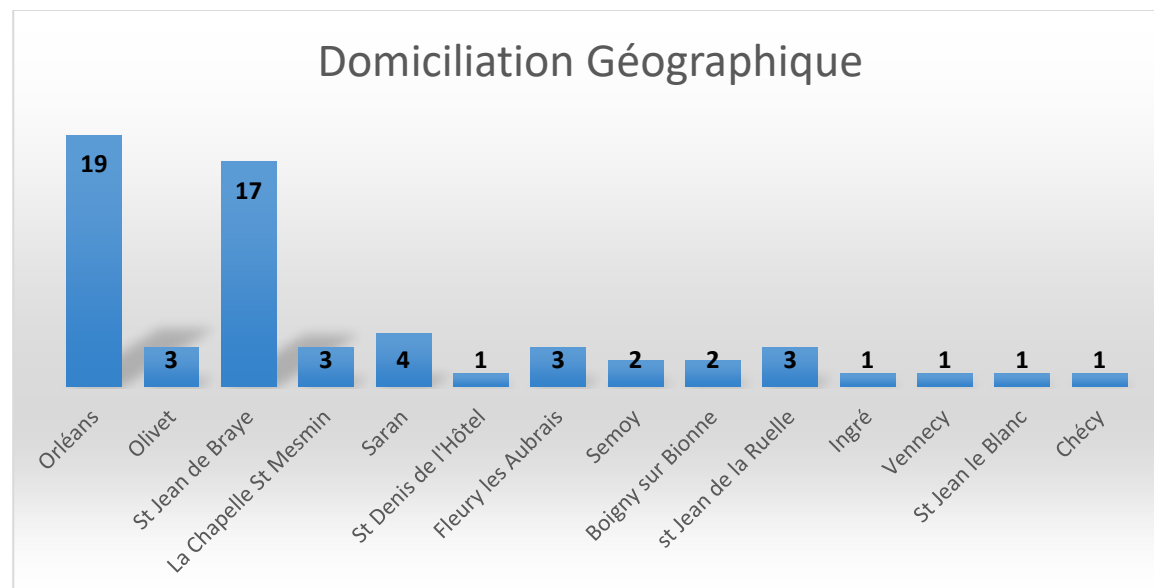 Domiciliation Géographique
19
3
17
3
4
1
3
2
2
3
1
1
1
1
Orléans
Olivet
St Jean de Braye
La Chapelle St Mesmin
Saran
St Denis de l'Hôtel
Fleury les Aubrais
Semoy
Boigny sur Bionne
st Jean de la Ruelle
Ingré
Vennecy
St Jean le Blanc
Chécy